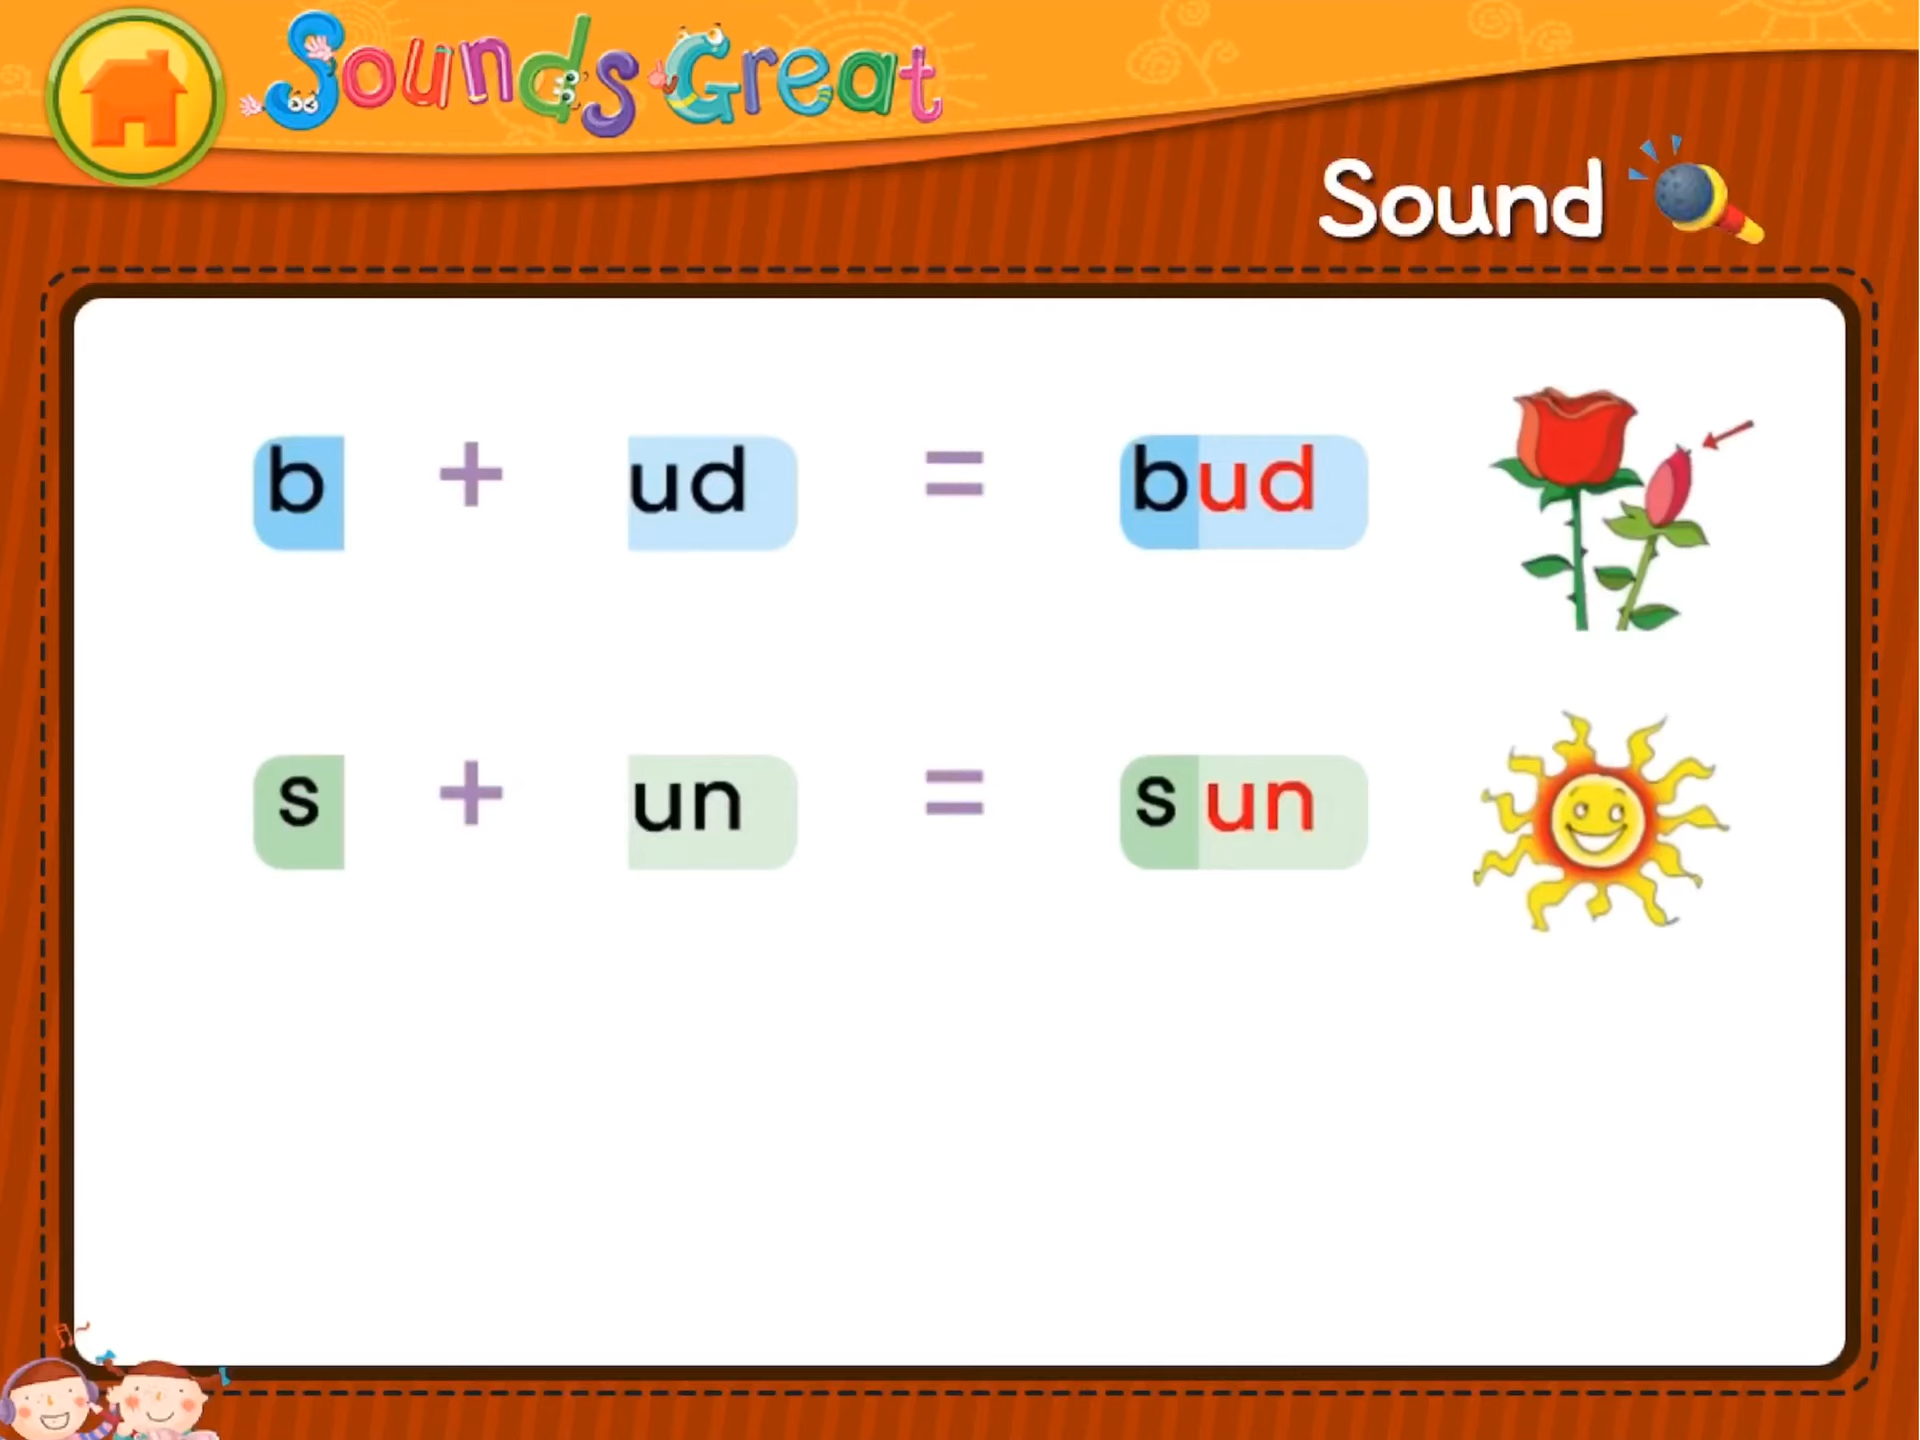 Sounds Great
Sound
b + ud = bud
s + un = sun